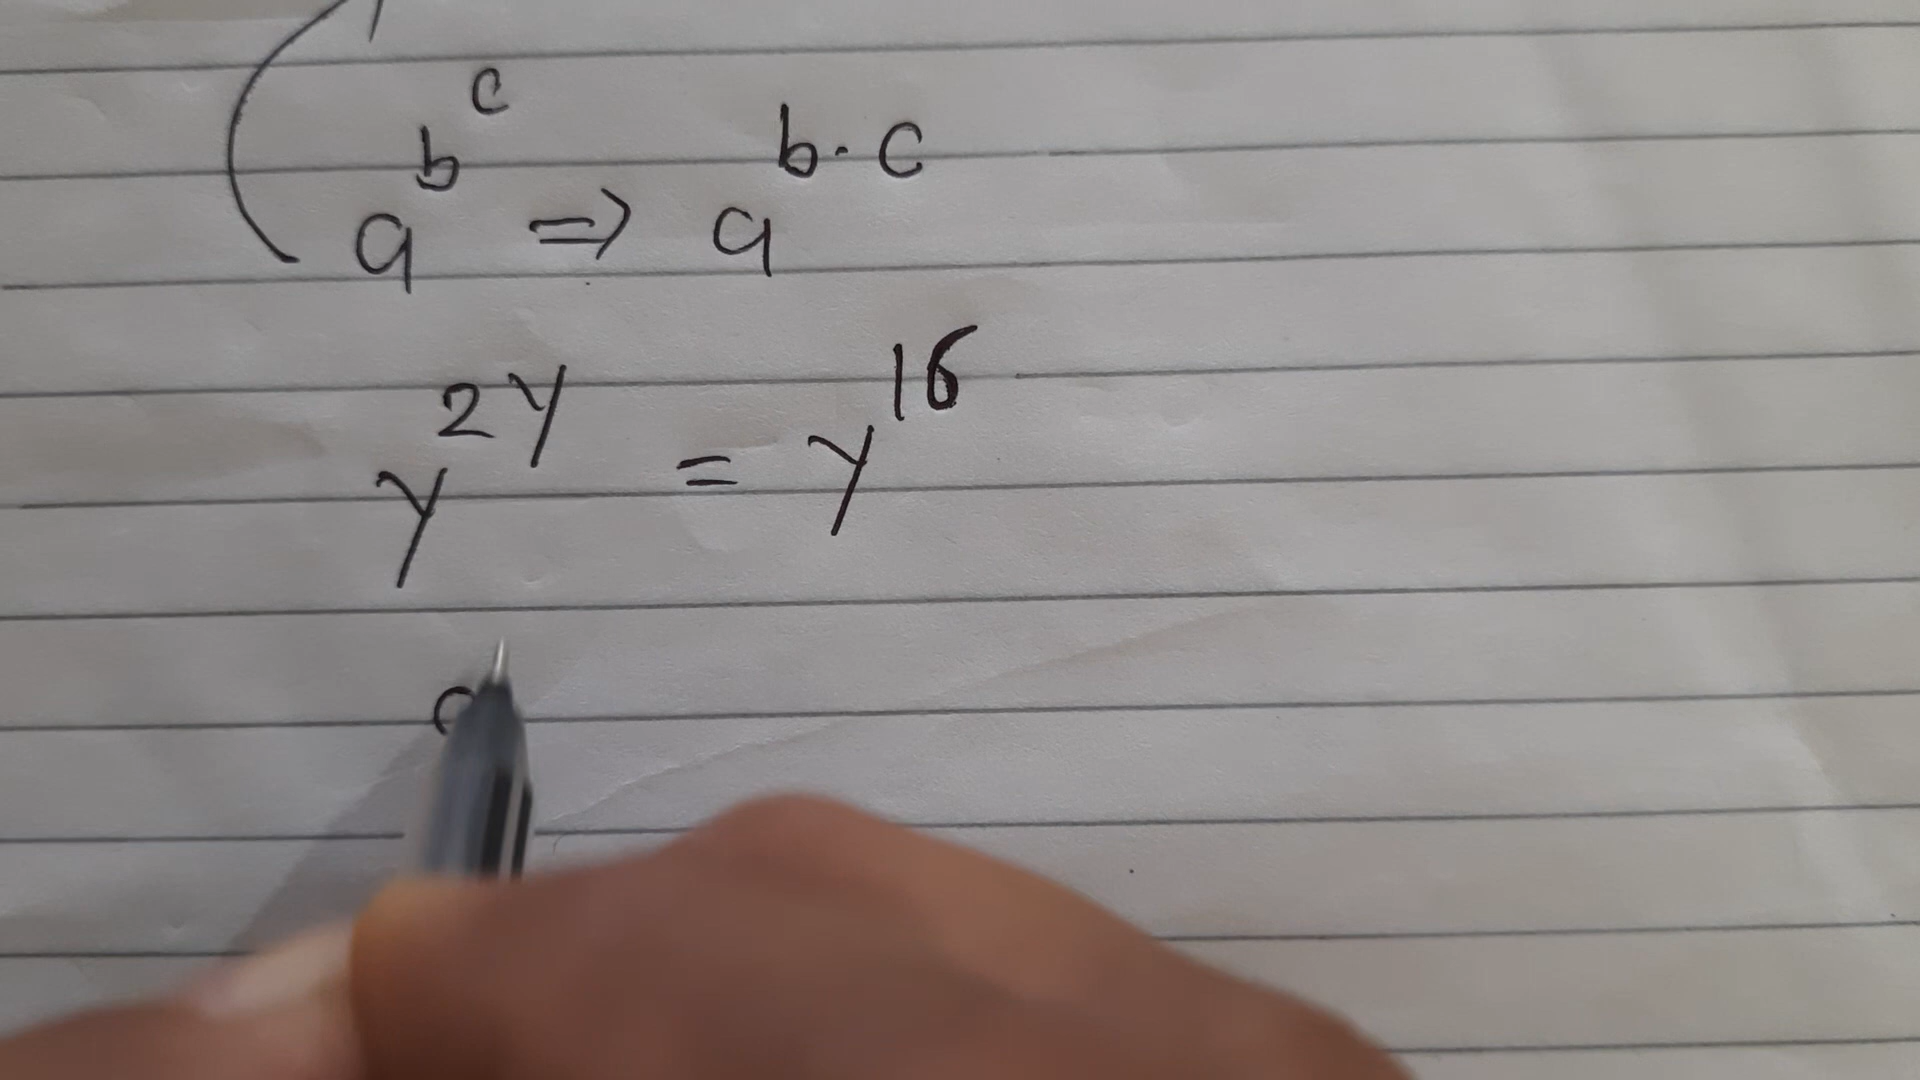 a^b^c => a^b·c
y^2y = y^16